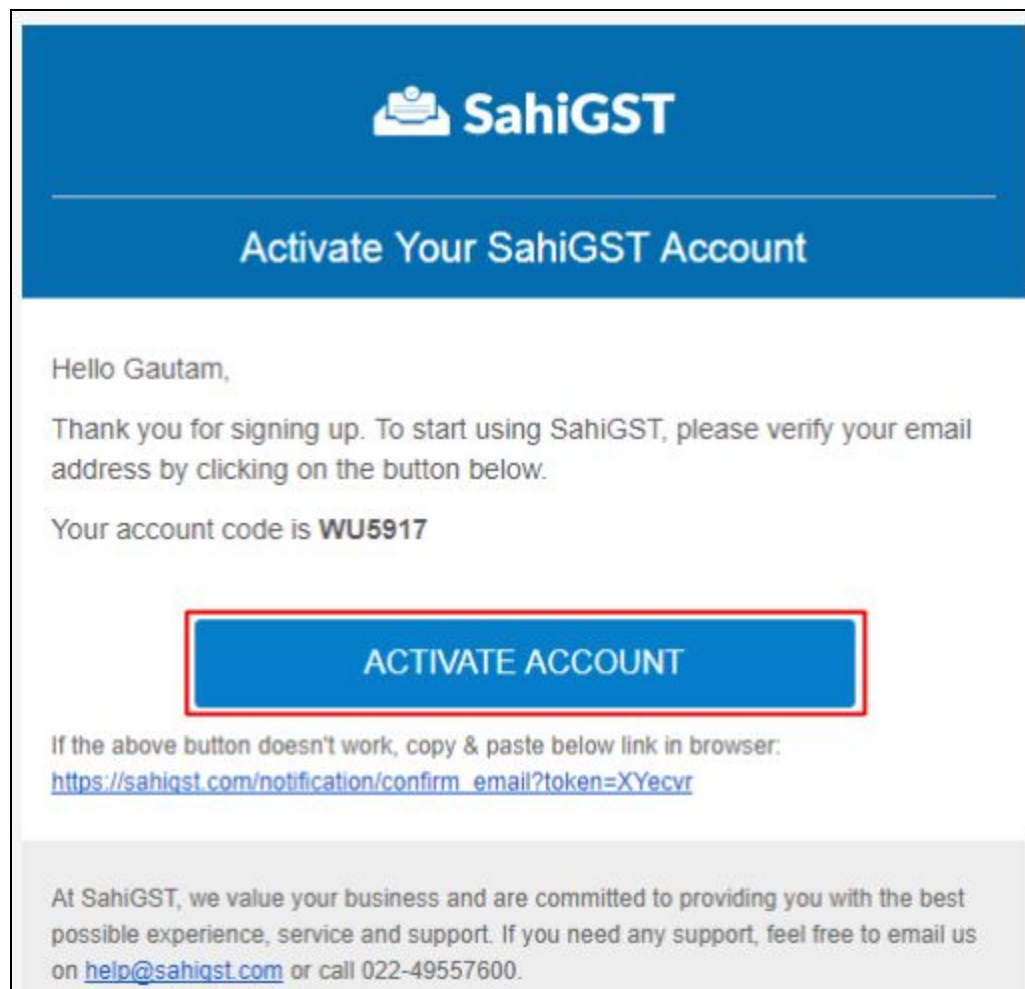 SahiGST
Activate Your SahiGST Account
Hello Gautam,
Thank you for signing up. To start using SahiGST, please verify your email
address by clicking on the button below.
Your account code is WU5917
ACTIVATE ACCOUNT
If the above button doesn't work, copy & paste below link in browser:
https://sahigst.com/notification/confirm_email?token=XYecvr
At SahiGST, we value your business and are committed to providing you with the best
possible experience, service and support. If you need any support, feel free to email us
on help@sahigst.com or call 022-49557600.